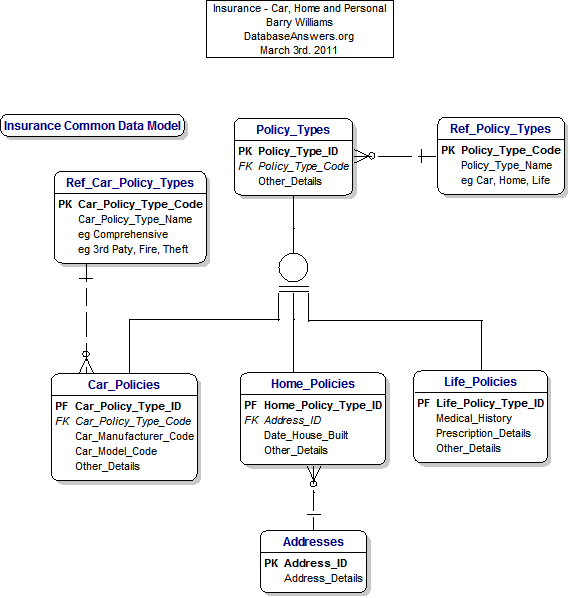 Insurance - Car, Home and Personal
Barry Williams
DatabaseAnswers.org
March 3rd. 2011
Insurance Common Data Model
Policy_Types
PK Policy_Type_ID
FK Policy_Type_Code
Other_Details
Ref_Policy_Types
PK Policy_Type_Code
Policy_Type_Name
eg Car, Home, Life
Ref_Car_Policy_Types
PK Car_Policy_Type_Code
Car_Policy_Type_Name
eg Comprehensive
eg 3rd Paty, Fire, Theft
Car_Policies
PF Car_Policy_Type_ID
FK Car_Policy_Type_Code
Car_Manufacturer_Code
Car_Model_Code
Other_Details
Home_Policies
PF Home_Policy_Type_ID
FK Address_ID
Date_House_Built
Other_Details
Life_Policies
PF Life_Policy_Type_ID
Medical_History
Prescription_Details
Other_Details
Addresses
PK Address_ID
Address_Details